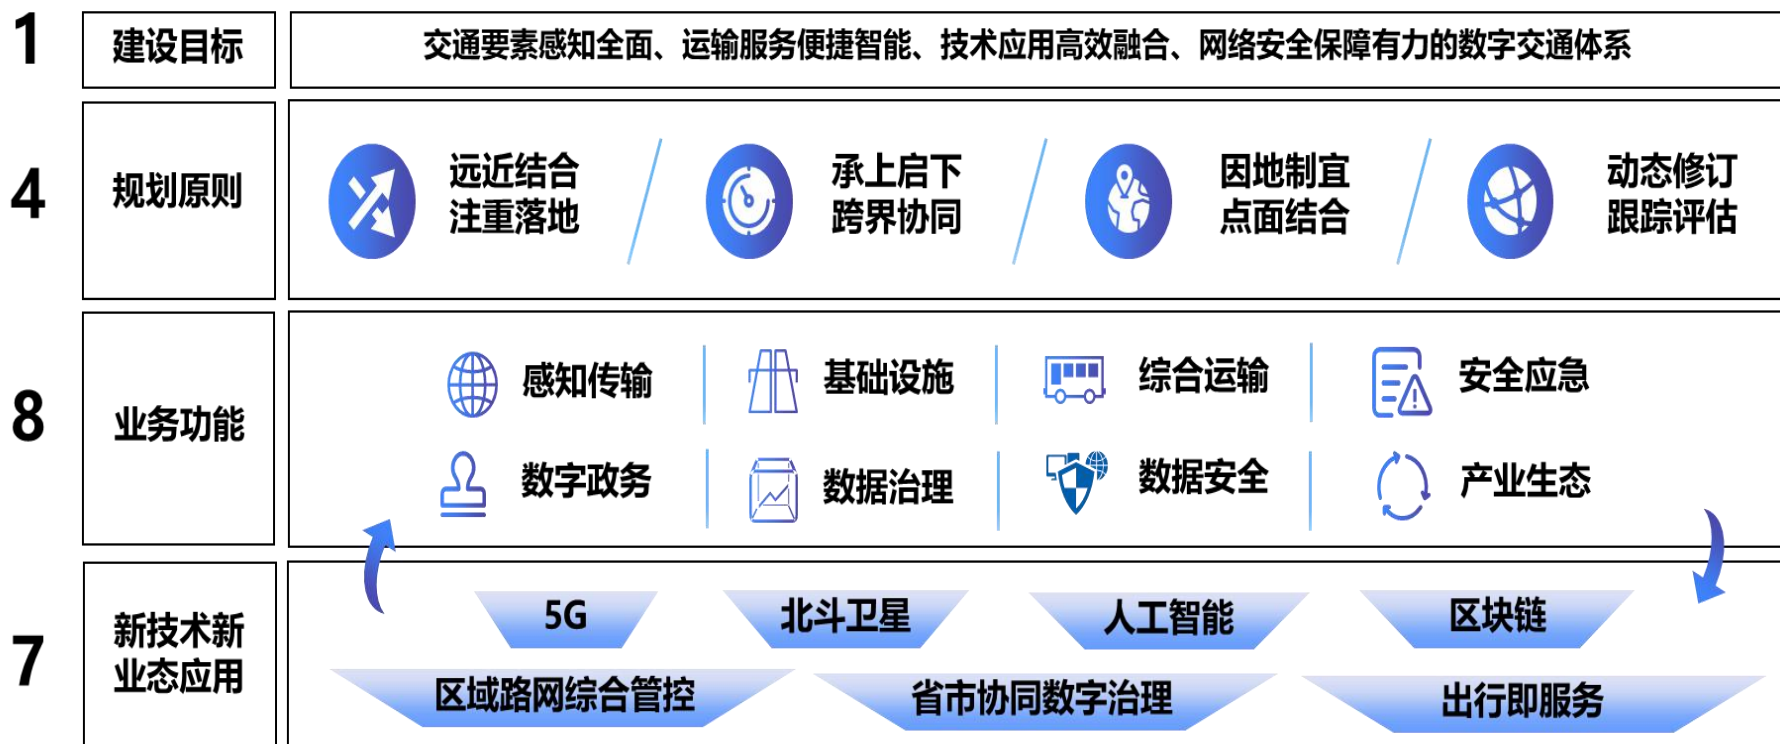 1
建设目标
交通要素感知全面、运输服务便捷智能、技术应用高效融合、网络安全保障有力的数字交通体系
4
规划原则
远近结合
注重落地
承上启下
跨界协同
因地制宜
点面结合
动态修订
跟踪评估
8
业务功能
感知传输
基础设施
综合运输
安全应急
数字政务
数据治理
数据安全
产业生态
7
新技术新
业态应用
5G
北斗卫星
人工智能
区块链
区域路网综合管控
省市协同数字治理
出行即服务